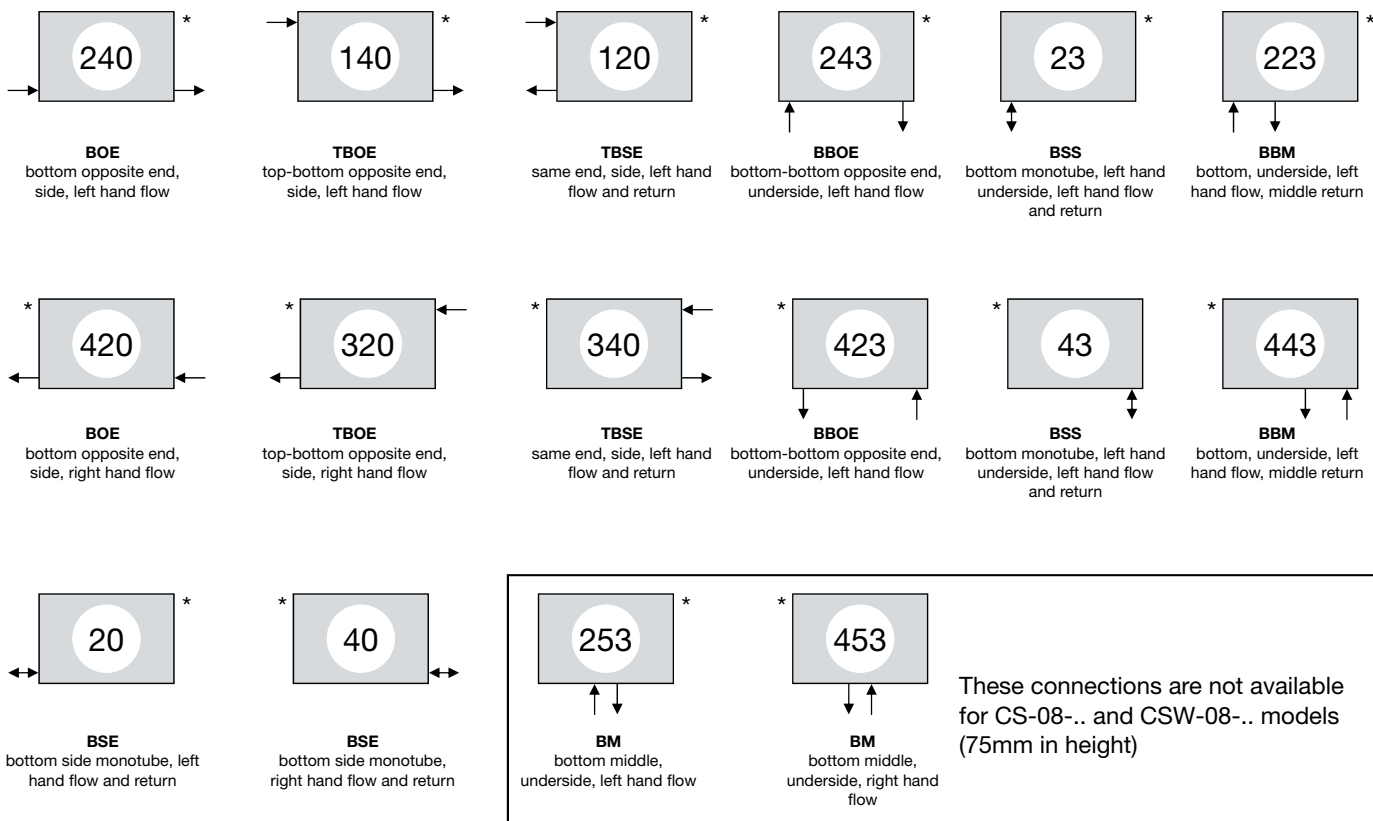 240 *
BOE
bottom opposite end,
side, left hand flow
140 *
TBOE
top-bottom opposite end,
side, left hand flow
120 *
TBSE
same end, side, left hand
flow and return
243 *
BBOE
bottom-bottom opposite end,
underside, left hand flow
23 *
BSS
bottom monotube, left hand
underside, left hand flow
and return
223 *
BBM
bottom, underside, left
hand flow, middle return
* 420
BOE
bottom opposite end,
side, right hand flow
* 320
TBOE
top-bottom opposite end,
side, right hand flow
* 340
TBSE
same end, side, left hand
flow and return
* 423
BBOE
bottom-bottom opposite end,
underside, left hand flow
* 43
BSS
bottom monotube, left hand
underside, left hand flow
and return
* 443
BBM
bottom, underside, left
hand flow, middle return
20 *
BSE
bottom side monotube, left
hand flow and return
* 40
BSE
bottom side monotube,
right hand flow and return
253 *
BM
bottom middle,
underside, left hand flow
* 453
BM
bottom middle,
underside, right hand
flow
These connections are not available
for CS-08-.. and CSW-08-.. models
(75mm in height)